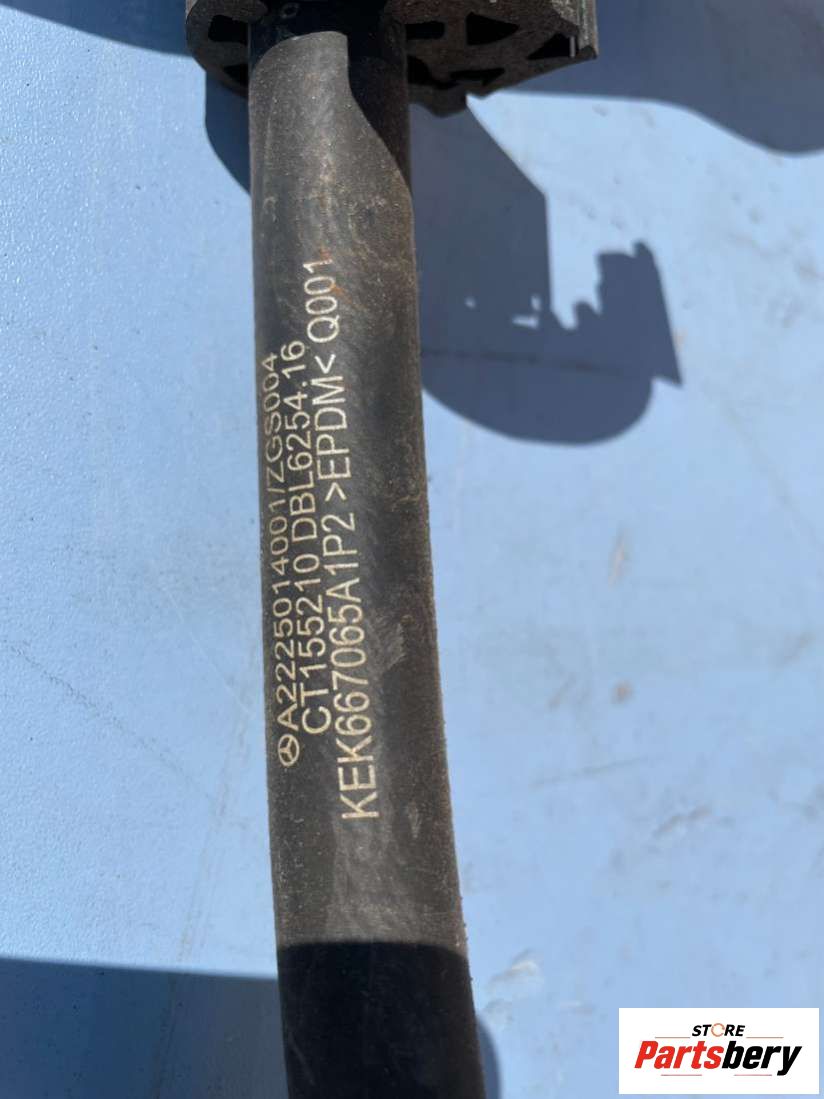 A2225014001/ZGS004
CT155210 DBL6254.16
KEK667065A1P2 >EPDM< Q001
STORE
Partsbery